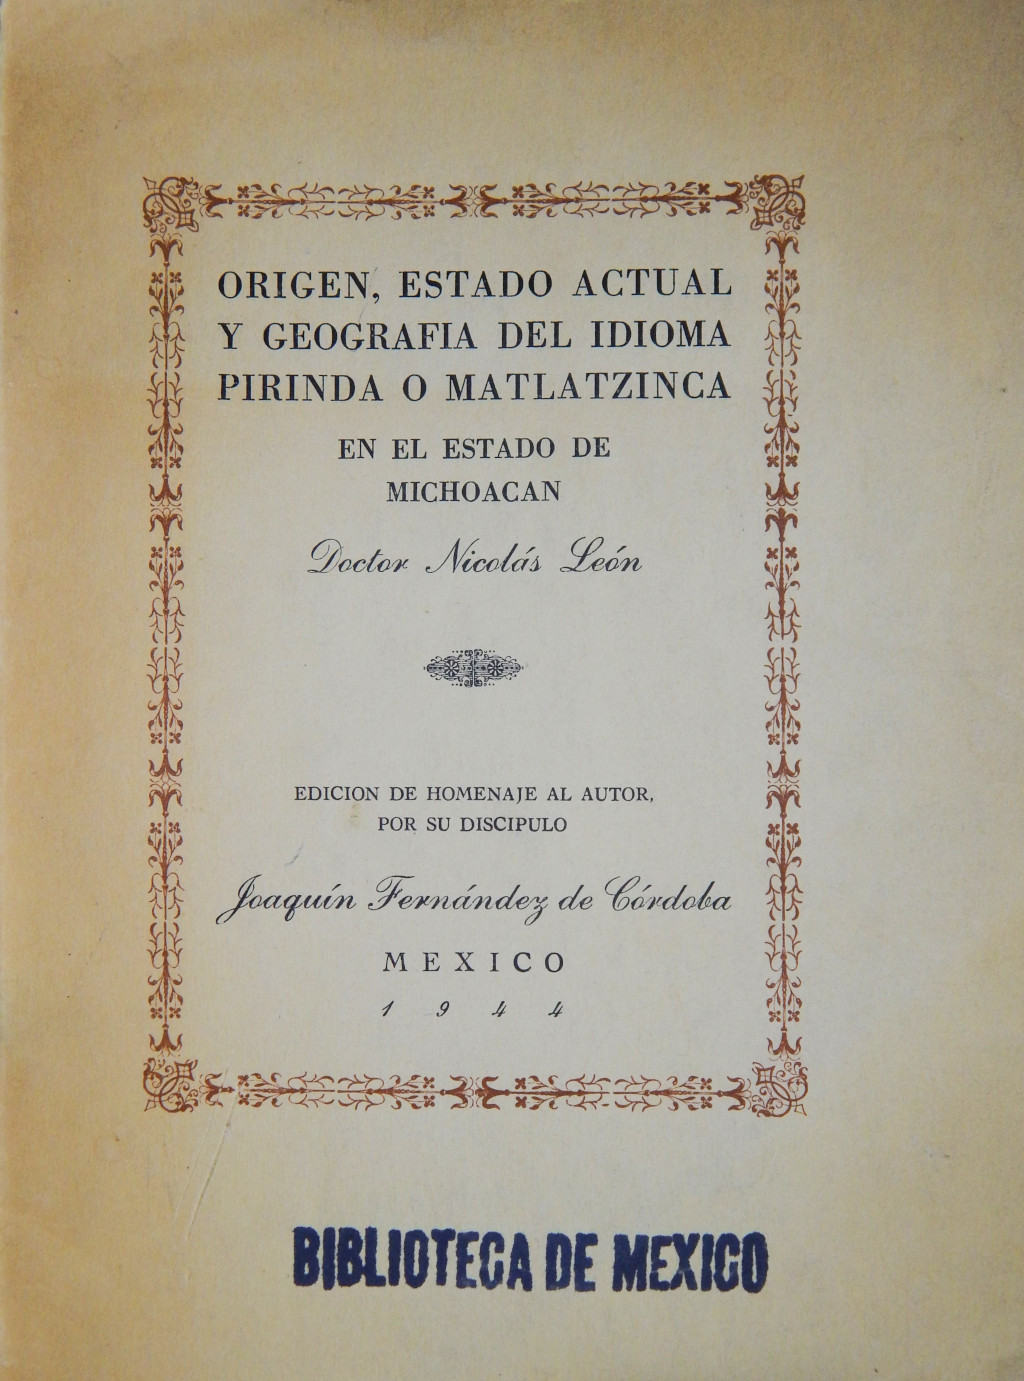 ORIGEN, ESTADO ACTUAL
Y GEOGRAFIA DEL IDIOMA
PIRINDA O MATLATZINCA
EN EL ESTADO DE
MICHOACAN
Doctor Nicolás León
EDICION DE HOMENAJE AL AUTOR,
POR SU DISCIPULO
Joaquín Fernández de Córdoba
MEXICO
1944
BIBLIOTECA DE MEXICO